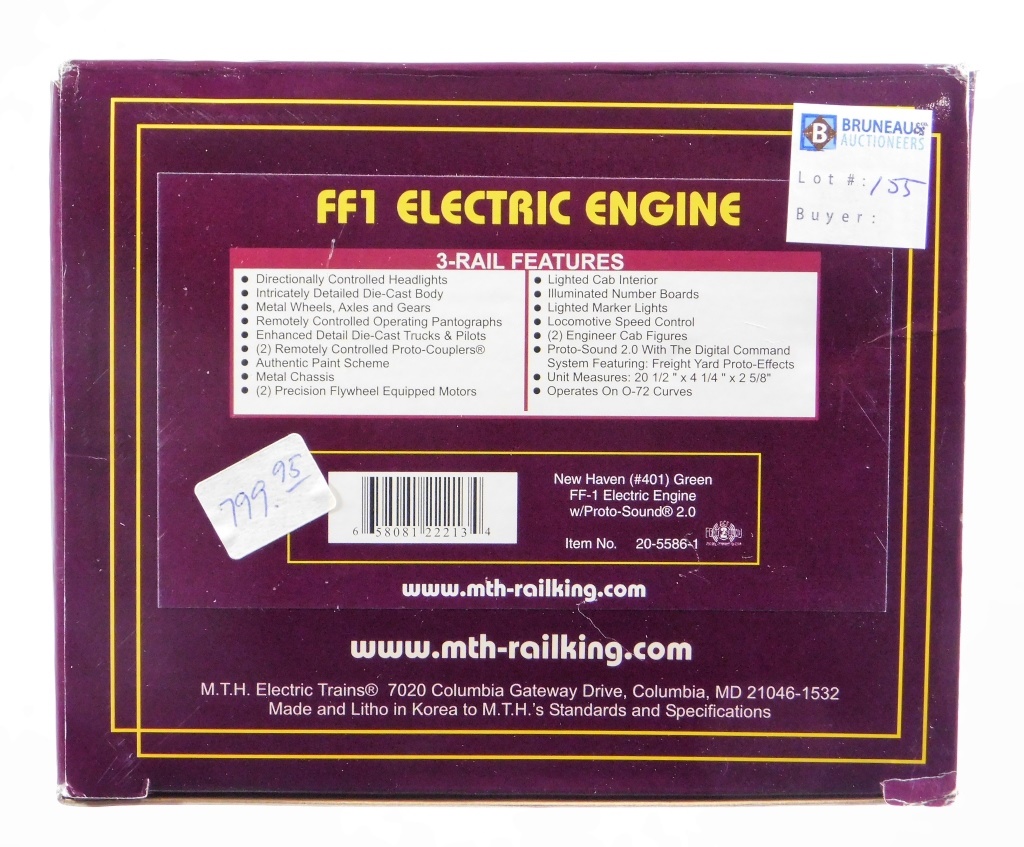 B BRUNEAU & CO.
AUCTIONEERS
Lot #: 155
Buyer:
FF1 ELECTRIC ENGINE
3-RAIL FEATURES
● Directionally Controlled Headlights
● Intricately Detailed Die-Cast Body
● Metal Wheels, Axles and Gears
● Remotely Controlled Operating Pantographs
● Enhanced Detail Die-Cast Trucks & Pilots
● (2) Remotely Controlled Proto-Couplers®
● Authentic Paint Scheme
● Metal Chassis
● (2) Precision Flywheel Equipped Motors
● Lighted Cab Interior
● Illuminated Number Boards
● Lighted Marker Lights
● Locomotive Speed Control
● (2) Engineer Cab Figures
● Proto-Sound 2.0 With The Digital Command
System Featuring: Freight Yard Proto-Effects
● Unit Measures: 20 1/2 " x 4 1/4 " x 2 5/8"
● Operates On O-72 Curves
799.95
6 58081 22213 4
New Haven (#401) Green
FF-1 Electric Engine
w/Proto-Sound® 2.0
Item No. 20-5586-1
www.mth-railking.com
www.mth-railking.com
M.T.H. Electric Trains® 7020 Columbia Gateway Drive, Columbia, MD 21046-1532
Made and Litho in Korea to M.T.H.'s Standards and Specifications